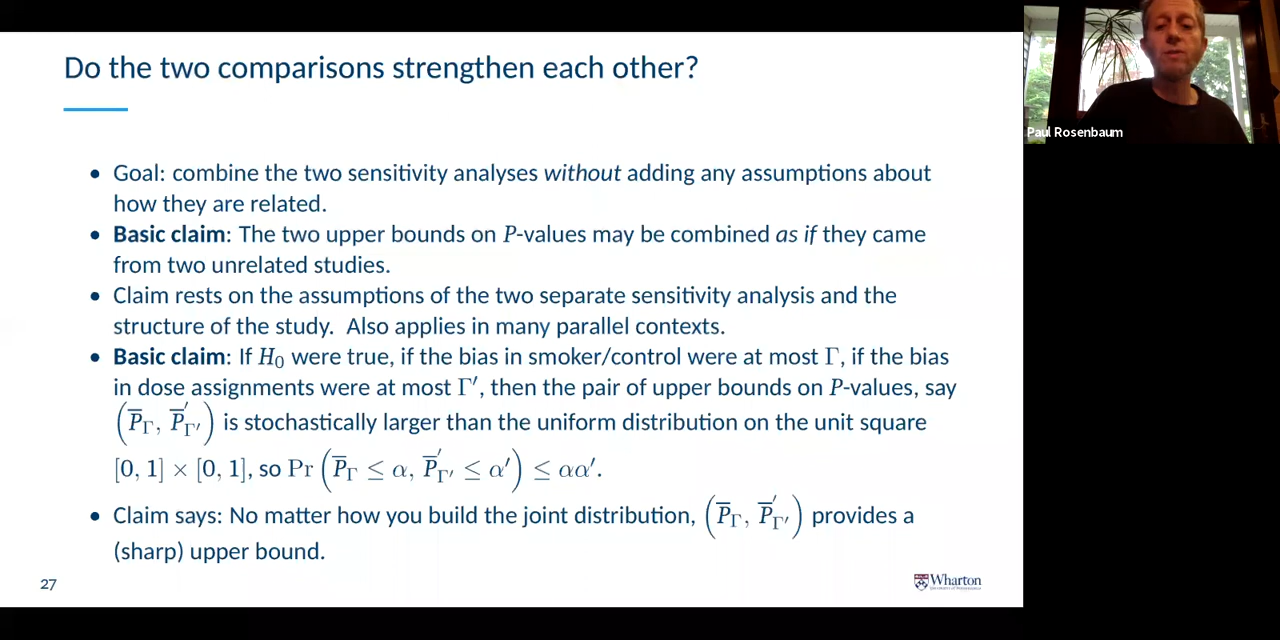 Do the two comparisons strengthen each other?
• Goal: combine the two sensitivity analyses without adding any assumptions about
how they are related.
• Basic claim: The two upper bounds on P-values may be combined as if they came
from two unrelated studies.
• Claim rests on the assumptions of the two separate sensitivity analysis and the
structure of the study. Also applies in many parallel contexts.
• Basic claim: If H₀ were true, if the bias in smoker/control were at most Γ, if the bias
in dose assignments were at most Γ′, then the pair of upper bounds on P-values, say
(P̅_Γ, P̅′_Γ′) is stochastically larger than the uniform distribution on the unit square
[0, 1] × [0, 1], so Pr (P̅_Γ ≤ α, P̅′_Γ′ ≤ α′) ≤ αα′.
• Claim says: No matter how you build the joint distribution, (P̅_Γ, P̅′_Γ′) provides a
(sharp) upper bound.
27
Wharton
Paul Rosenbaum